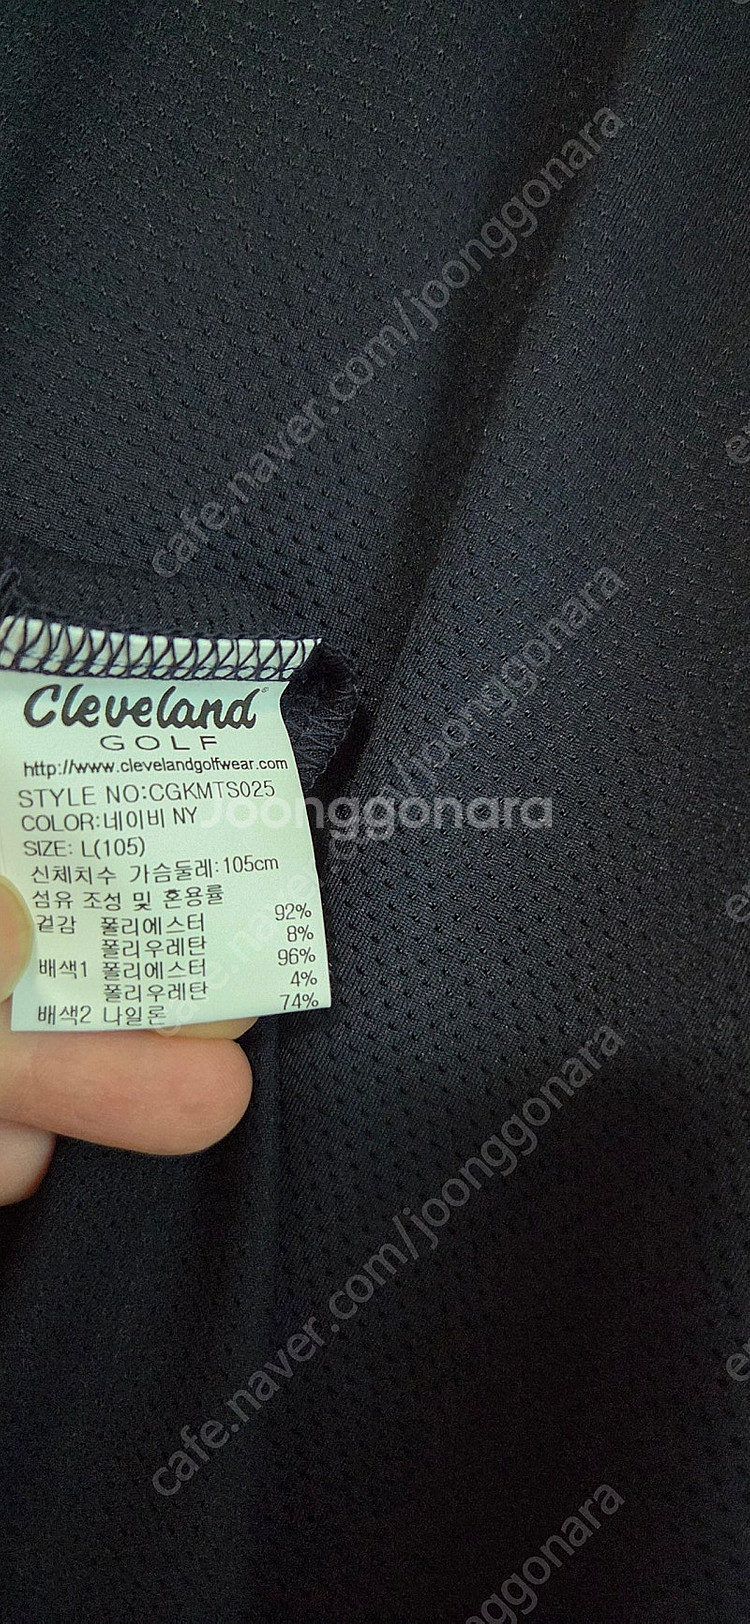 cafe.naver.com/joonggonara
Cleveland
GOLF
http://www.clevelandgolfwear.com
STYLE NO:CGKMTS025
COLOR:네이비 NY
SIZE: L(105)
신체치수 가슴둘레:105cm
섬유 조성 및 혼용률
겉감 폴리에스터 92%
폴리우레탄 8%
배색1 폴리에스터 96%
폴리우레탄 4%
배색2 나일론 74%
Joonggonara
cafe.naver.com/joonggonara
cafe.naver.com/joonggonara